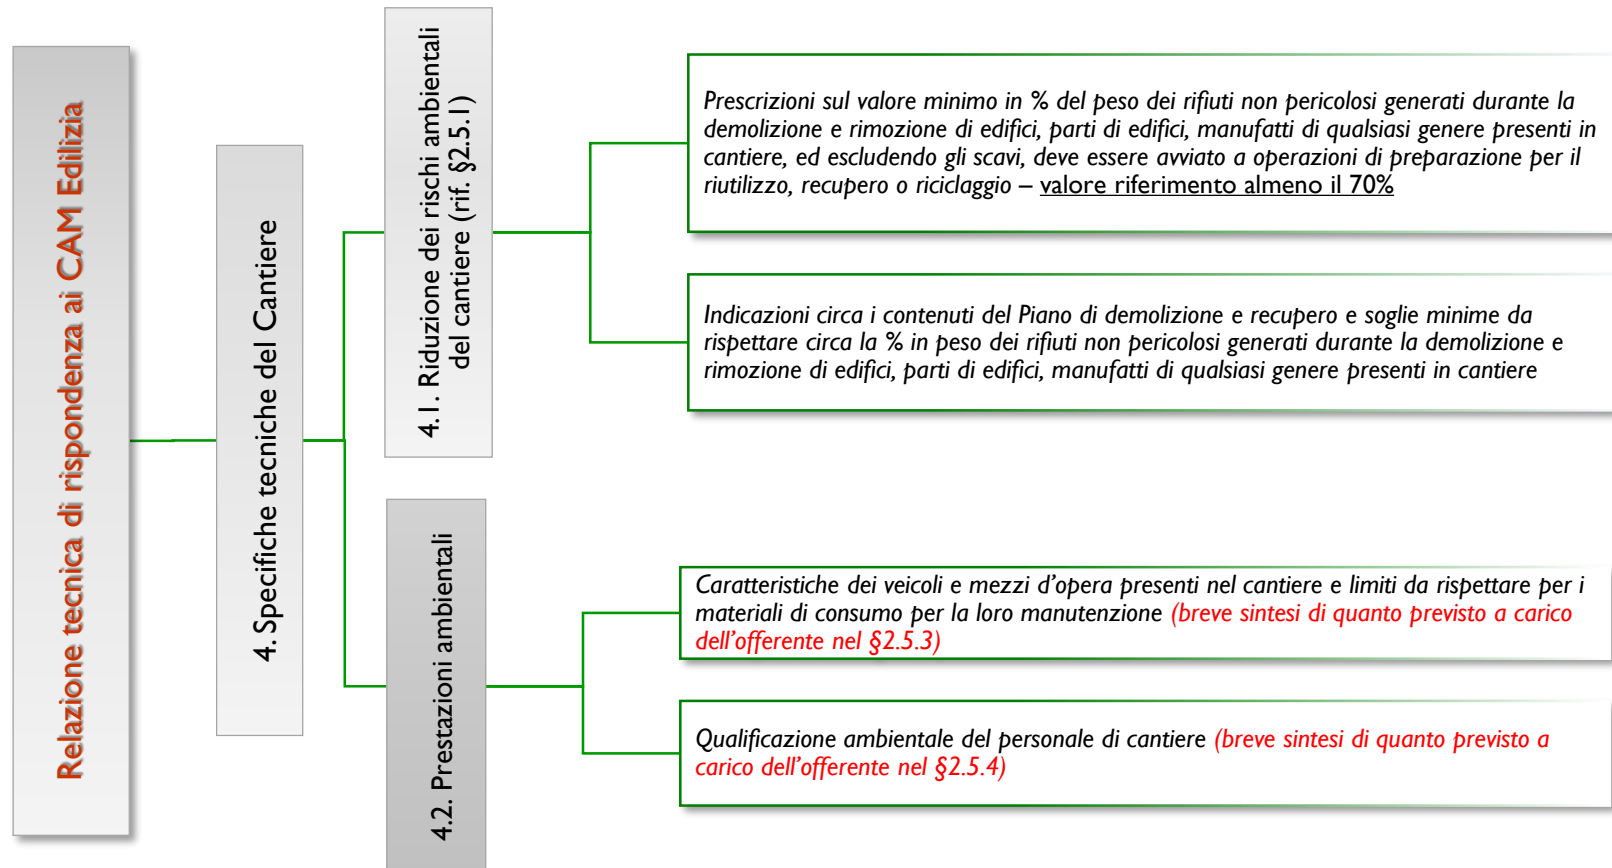 Relazione tecnica di rispondenza ai CAM Edilizia
4. Specifiche tecniche del Cantiere
4.1. Riduzione dei rischi ambientali
del cantiere (rif. §2.5.1)
Prescrizioni sul valore minimo in % del peso dei rifiuti non pericolosi generati durante la
demolizione e rimozione di edifici, parti di edifici, manufatti di qualsiasi genere presenti in
cantiere, ed escludendo gli scavi, deve essere avviato a operazioni di preparazione per il
riutilizzo, recupero o riciclaggio – valore riferimento almeno il 70%
Indicazioni circa i contenuti del Piano di demolizione e recupero e soglie minime da
rispettare circa la % in peso dei rifiuti non pericolosi generati durante la demolizione e
rimozione di edifici, parti di edifici, manufatti di qualsiasi genere presenti in cantiere
4.2. Prestazioni ambientali
Caratteristiche dei veicoli e mezzi d’opera presenti nel cantiere e limiti da rispettare per i
materiali di consumo per la loro manutenzione (breve sintesi di quanto previsto a carico
dell’offerente nel §2.5.3)
Qualificazione ambientale del personale di cantiere (breve sintesi di quanto previsto a
carico dell’offerente nel §2.5.4)